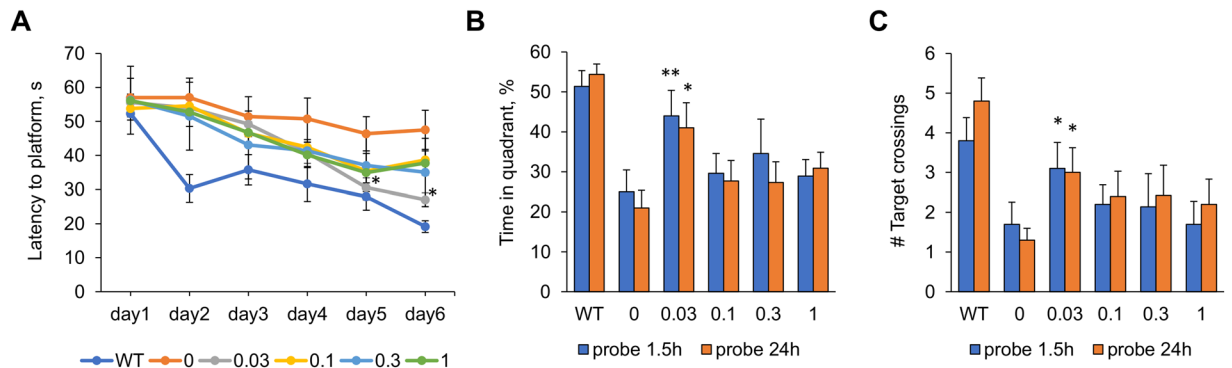 A
Latency to platform, s
70
60
50
40
30
20
10
0
*
*
day1 day2 day3 day4 day5 day6
WT 0 0.03 0.1 0.3 1
B
Time in quadrant, %
60
50
40
30
20
10
0
**
*
WT 0 0.03 0.1 0.3 1
probe 1.5h probe 24h
C
# Target crossings
6
5
4
3
2
1
0
* *
WT 0 0.03 0.1 0.3 1
probe 1.5h probe 24h